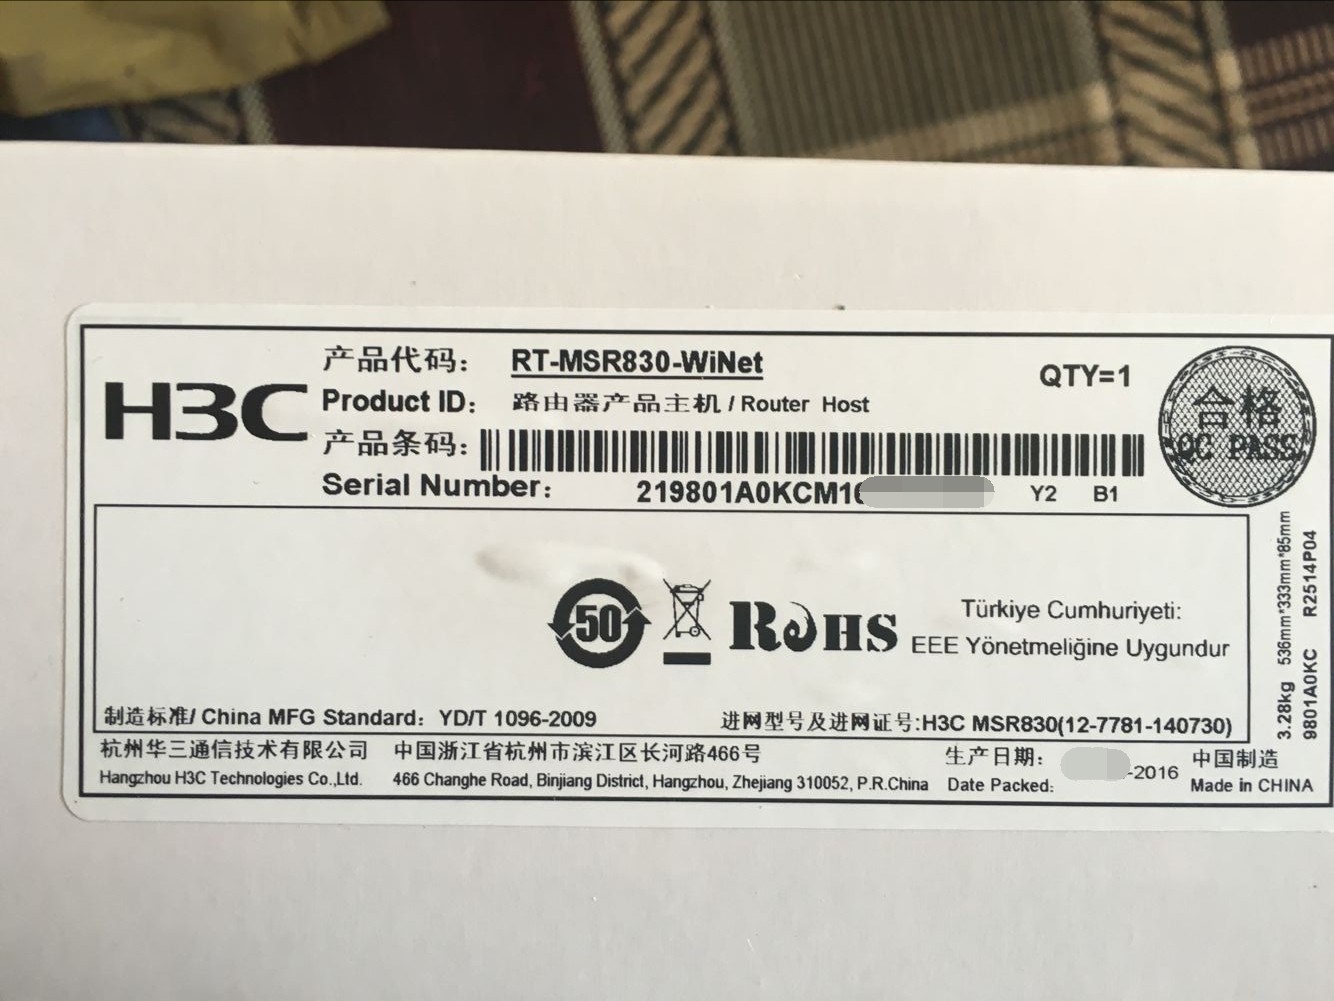 H3C
产品代码： RT-MSR830-WiNet
QTY=1
Product ID： 路由器产品主机 / Router Host
产品条码：
Serial Number： 219801A0KCM16 Y2 B1
合格
QC PASS
50
RoHS
Türkiye Cumhuriyeti:
EEE Yönetmeliğine Uygundur
3.28kg 536mm*333mm*85mm
9801A0KC R2514P04
制造标准/ China MFG Standard： YD/T 1096-2009
进网型号及进网证号:H3C MSR830(12-7781-140730)
杭州华三通信技术有限公司 中国浙江省杭州市滨江区长河路466号 生产日期： -2016 中国制造
Hangzhou H3C Technologies Co.,Ltd. 466 Changhe Road, Binjiang District, Hangzhou, Zhejiang 310052, P.R.China Date Packed: Made in CHINA